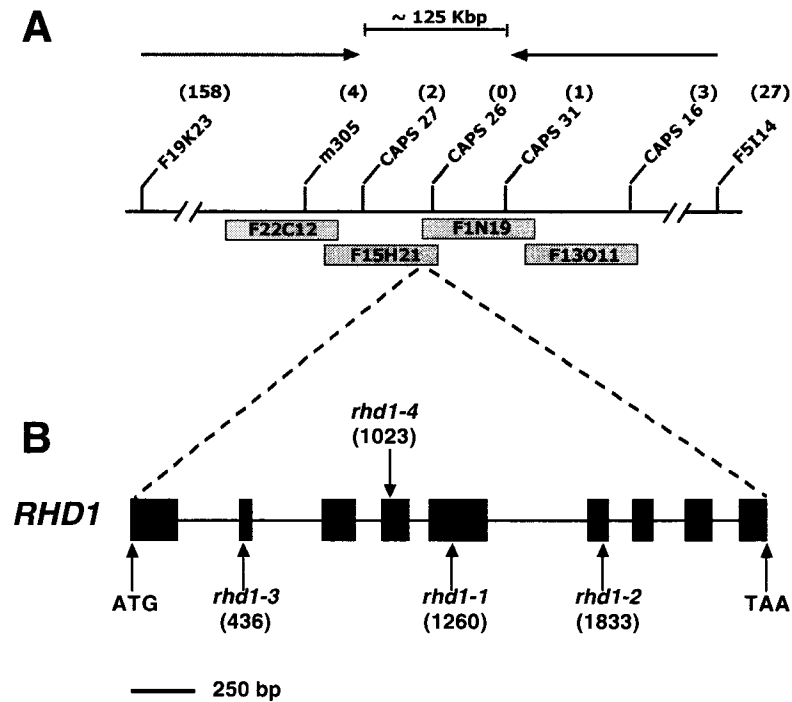 A
~ 125 Kbp
(158) (4) (2) (0) (1) (3) (27)
F19K23 m305 CAPS 27 CAPS 26 CAPS 31 CAPS 16 F5I14
F22C12 F1N19
F15H21 F13O11
B
rhd1-4
(1023)
RHD1
ATG rhd1-3 rhd1-1 rhd1-2 TAA
(436) (1260) (1833)
250 bp